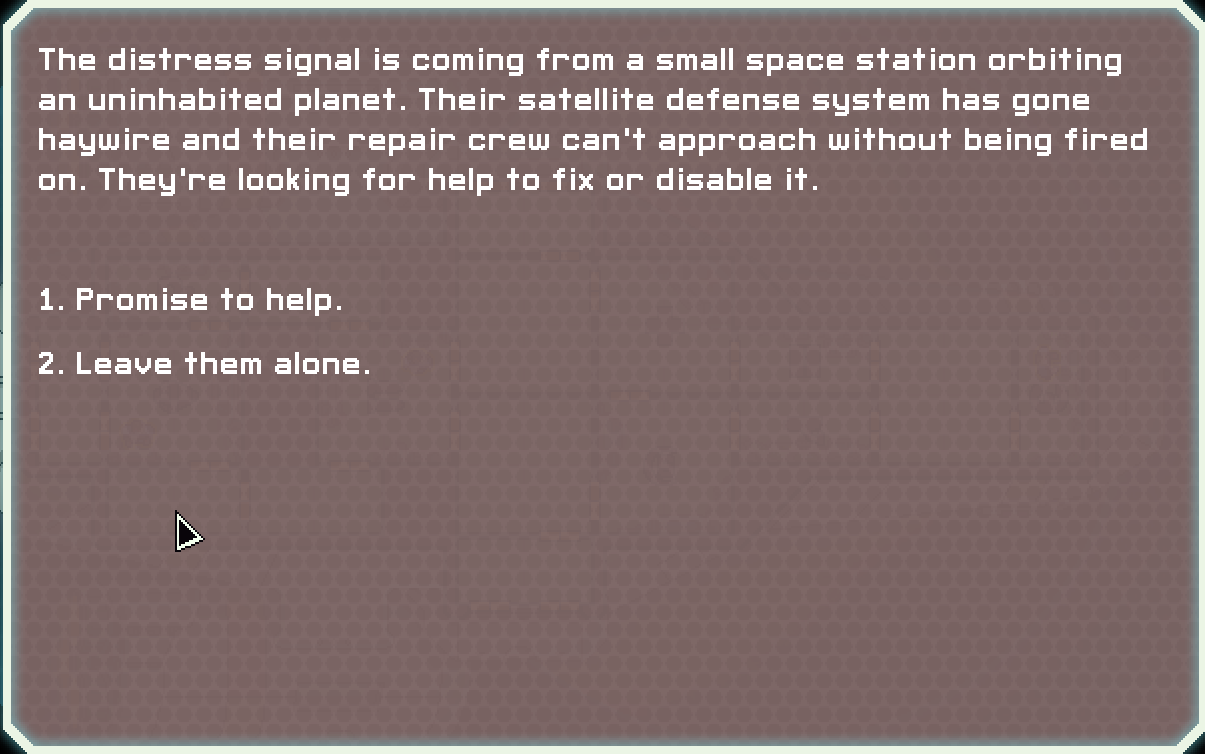 The distress signal is coming from a small space station orbiting
an uninhabited planet. Their satellite defense system has gone
haywire and their repair crew can't approach without being fired
on. They're looking for help to fix or disable it.
1. Promise to help.
2. Leave them alone.